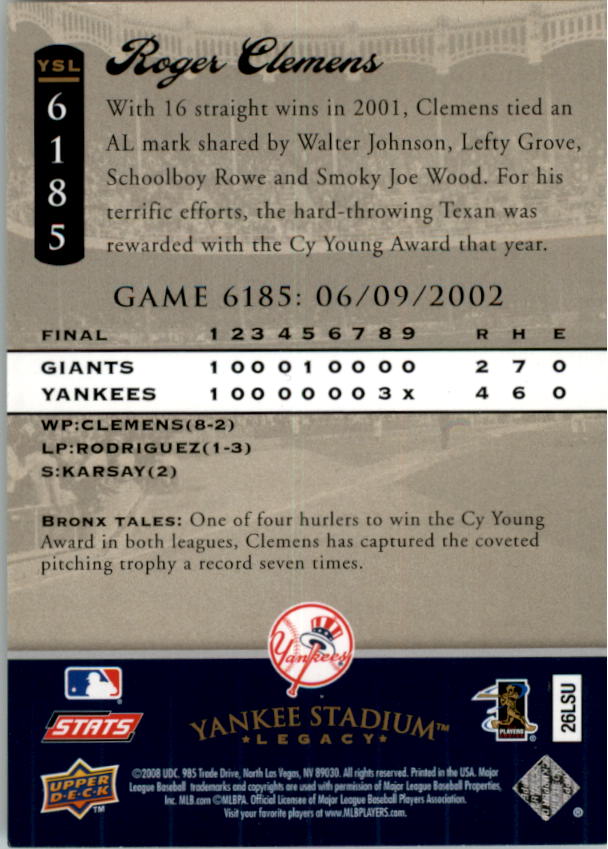 YSL
6
1
8
5
Roger Clemens
With 16 straight wins in 2001, Clemens tied an
AL mark shared by Walter Johnson, Lefty Grove,
Schoolboy Rowe and Smoky Joe Wood. For his
terrific efforts, the hard-throwing Texan was
rewarded with the Cy Young Award that year.
GAME 6185: 06/09/2002
FINAL 1 2 3 4 5 6 7 8 9 R H E
GIANTS 1 0 0 0 1 0 0 0 0 2 7 0
YANKEES 1 0 0 0 0 0 0 3 x 4 6 0
WP:CLEMENS(8-2)
LP:RODRIGUEZ(1-3)
S:KARSAY(2)
BRONX TALES: One of four hurlers to win the Cy Young
Award in both leagues, Clemens has captured the coveted
pitching trophy a record seven times.
Yankees
STATS
YANKEE STADIUM™
★LEGACY★
PLAYERS
26LSU
UPPER
DECK™
©2008 UDC. 985 Trade Drive, North Las Vegas, NV 89030. All rights reserved. Printed in the USA. Major
League Baseball trademarks and copyrights are used with permission of Major League Baseball Properties,
Inc. MLB.com ©MLBPA. Official Licensee of Major League Baseball Players Association.
Visit your favorite players at www.MLBPLAYERS.com.
®